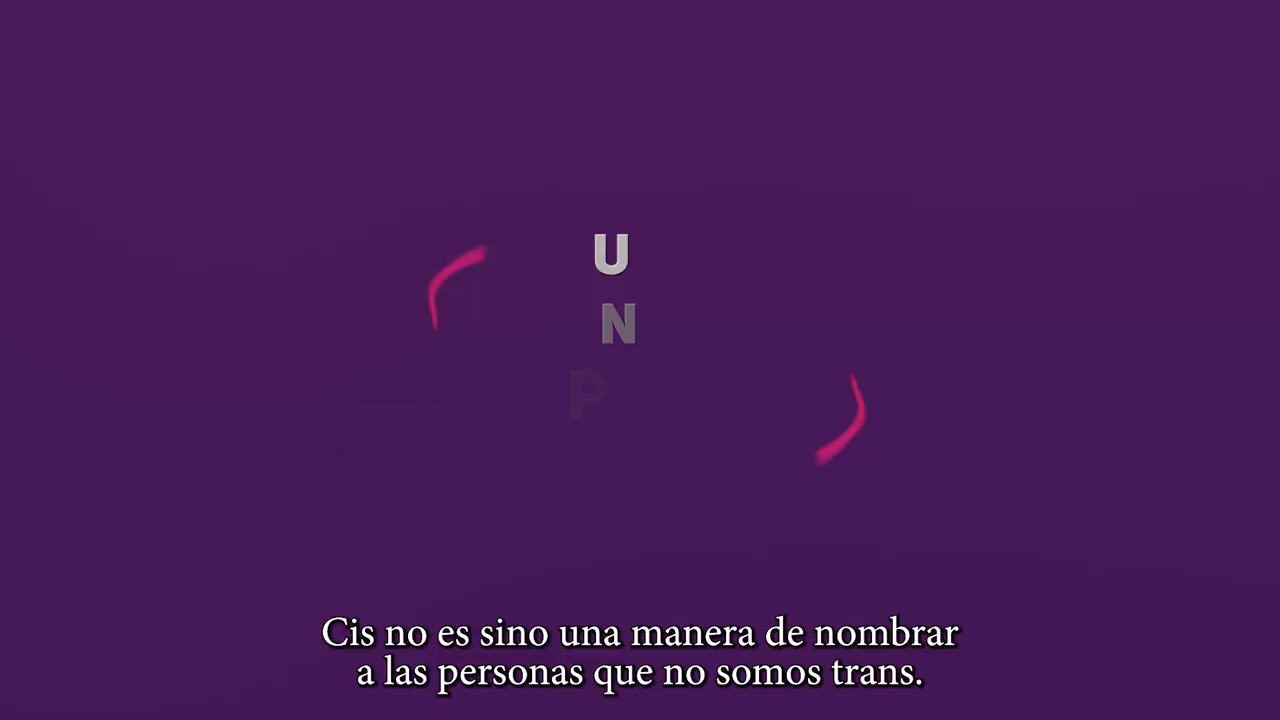 U
N
P
Cis no es sino una manera de nombrar
a las personas que no somos trans.